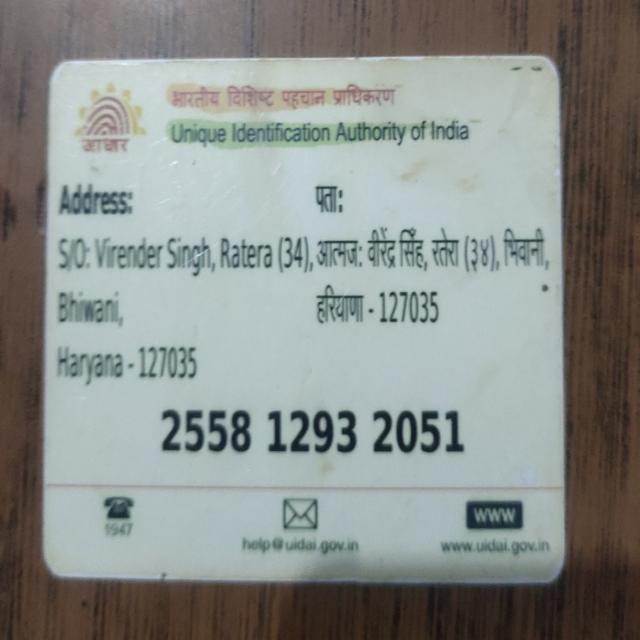 भारतीय विशिष्ट पहचान प्राधिकरण
Unique Identification Authority of India
आधार
Address:
S/O: Virender Singh, Ratera (34),
Bhiwani,
Haryana - 127035
पता:
आत्मज: वीरेंद्र सिंह, रतेरा (३४), भिवानी,
हरियाणा - 127035
2558 1293 2051
1947
help@uidai.gov.in
www
www.uidai.gov.in